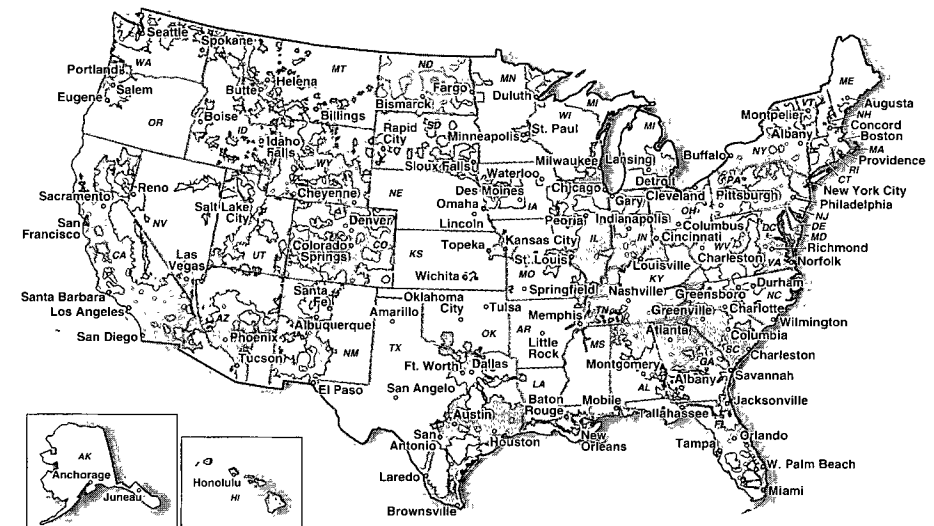 Seattle
Spokane
WA
Portland
Salem
Eugene
OR
Butte
Helena
MT
Billings
Boise
ID
Idaho
Falls
WY
Cheyenne
ND
Fargo
Bismarck
Rapid
City
SD
Sioux Falls
MN
Duluth
Minneapolis
St. Paul
WI
MI
MI
Milwaukee
Lansing
Detroit
Waterloo
Des Moines
IA
Omaha
Lincoln
NE
Chicago
Gary
Peoria
IL
Indianapolis
IN
Cleveland
OH
Columbus
Cincinnati
Buffalo
NY
Albany
Montpelier
VT
ME
Augusta
NH
Concord
Boston
MA
Providence
RI
CT
New York City
Philadelphia
PA
Pittsburgh
NJ
DE
MD
DC
Richmond
Norfolk
WV
VA
Charleston
Louisville
KY
Sacramento
Reno
San
Francisco
NV
CA
Salt Lake
City
UT
Las
Vegas
Denver
Colorado
Springs
CO
Topeka
KS
Wichita
Kansas City
St. Louis
MO
Springfield
Nashville
Memphis
TN
Greensboro
Durham
NC
Greenville
Charlotte
Wilmington
Columbia
SC
Charleston
Atlanta
GA
Savannah
Albany
Santa Barbara
Los Angeles
San Diego
AZ
Phoenix
Tucson
Santa
Fe
Albuquerque
NM
El Paso
Amarillo
TX
Oklahoma
City
Tulsa
OK
AR
Little
Rock
MS
Montgomery
AL
Ft. Worth
Dallas
San Angelo
LA
Baton
Rouge
Mobile
New
Orleans
Tallahassee
Jacksonville
FL
Orlando
Tampa
W. Palm Beach
Miami
Austin
San
Antonio
Houston
Laredo
Brownsville
AK
Anchorage
Juneau
Honolulu
HI